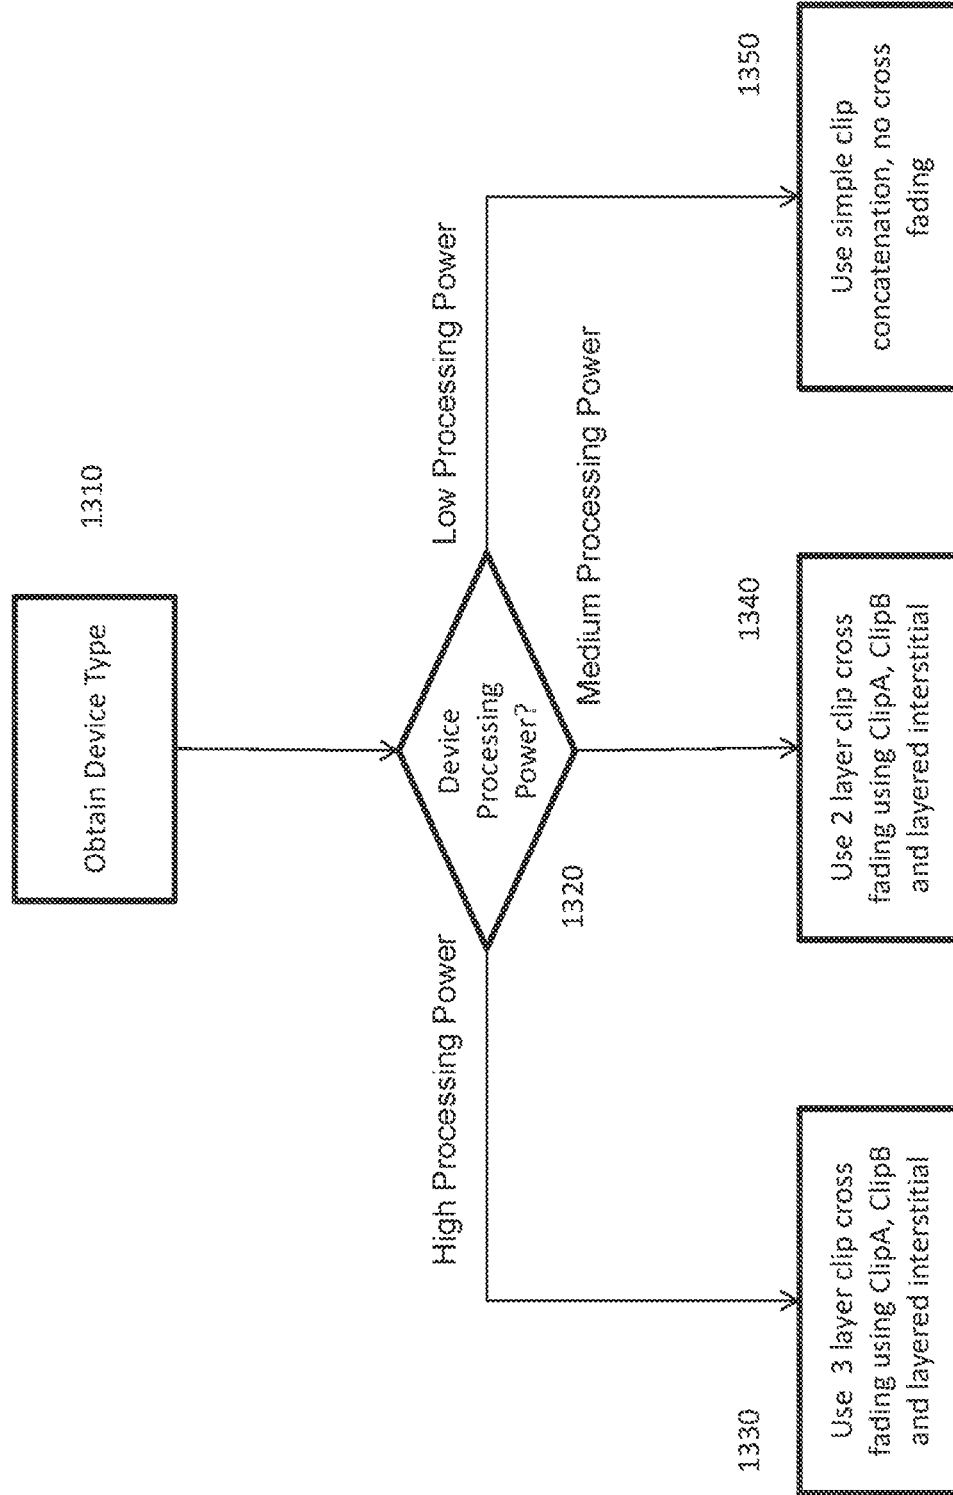 Obtain Device Type
1310
High Processing Power
Low Processing Power
Device
Processing
Power?
1320
Medium Processing Power
1330
Use 3 layer clip cross
fading using ClipA, ClipB
and layered interstitial
1340
Use 2 layer clip cross
fading using ClipA, ClipB
and layered interstitial
1350
Use simple clip
concatenation, no cross
fading